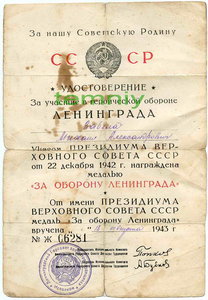 За нашу Советскую Родину
СССР
УДОСТОВЕРЕНИЕ
За участие в героической обороне
ЛЕНИНГРАДА
Указом ПРЕЗИДИУМА ВЕР-
ХОВНОГО СОВЕТА СССР
от 22 декабря 1942 г. награждена
медалью
«ЗА ОБОРОНУ ЛЕНИНГРАДА»
От имени ПРЕЗИДИУМА
ВЕРХОВНОГО СОВЕТА СССР
медаль „За Оборону Ленинграда“
вручена 1943 г
№ Ж 06281